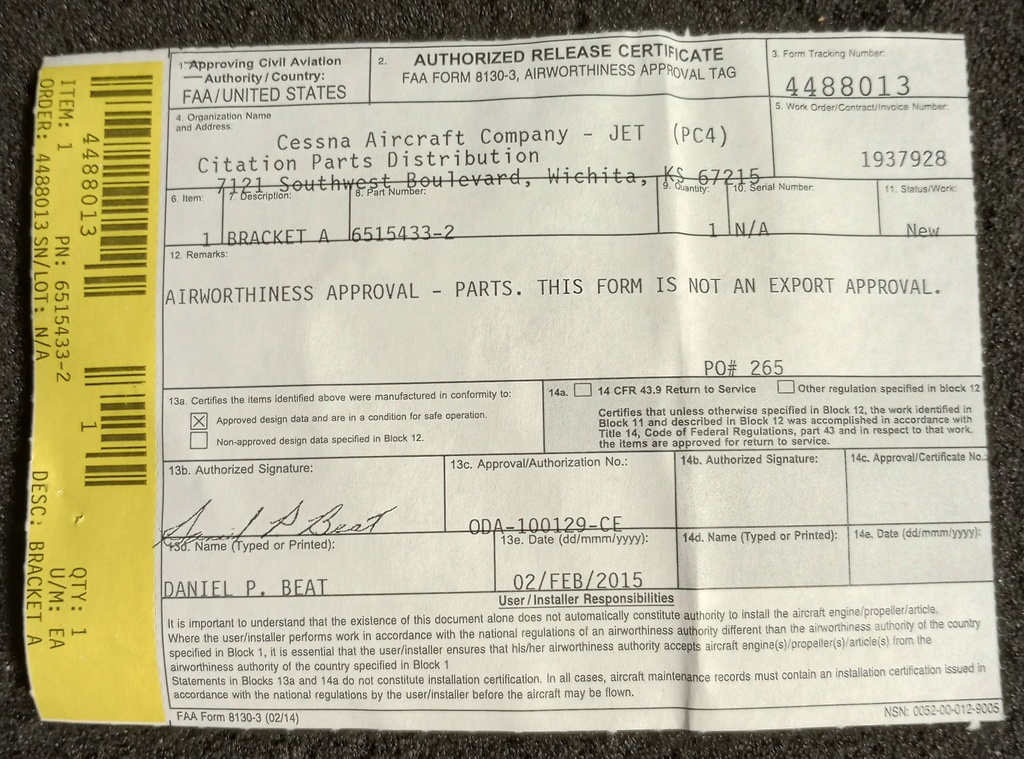 ITEM: 1
ORDER: 4488013 SN/LOT: N/A
4488013
PN: 6515433-2
1
DESC: BRACKET A
QTY: 1
U/M: EA
1. Approving Civil Aviation
Authority / Country:
FAA/UNITED STATES
2.
AUTHORIZED RELEASE CERTIFICATE
FAA FORM 8130-3, AIRWORTHINESS APPROVAL TAG
3. Form Tracking Number:
4488013
4. Organization Name
and Address:
Cessna Aircraft Company - JET (PC4)
Citation Parts Distribution
7121 Southwest Boulevard, Wichita, KS 67215
5. Work Order/Contract/Invoice Number:
1937928
6. Item:
1
7. Description:
BRACKET A
8. Part Number:
6515433-2
9. Quantity:
1
10. Serial Number:
N/A
11. Status/Work:
New
12. Remarks:
AIRWORTHINESS APPROVAL - PARTS. THIS FORM IS NOT AN EXPORT APPROVAL.
PO# 265
13a. Certifies the items identified above were manufactured in conformity to:
Approved design data and are in a condition for safe operation.
Non-approved design data specified in Block 12.
14a. 14 CFR 43.9 Return to Service Other regulation specified in block 12
Certifies that unless otherwise specified in Block 12, the work identified in
Block 11 and described in Block 12 was accomplished in accordance with
Title 14, Code of Federal Regulations, part 43 and in respect to that work,
the items are approved for return to service.
13b. Authorized Signature:
Daniel P Beat
13c. Approval/Authorization No.:
ODA-100129-CE
14b. Authorized Signature:
14c. Approval/Certificate No.:
13d. Name (Typed or Printed):
DANIEL P. BEAT
13e. Date (dd/mmm/yyyy):
02/FEB/2015
14d. Name (Typed or Printed):
14e. Date (dd/mmm/yyyy):
User / Installer Responsibilities
It is important to understand that the existence of this document alone does not automatically constitute authority to install the aircraft engine/propeller/article.
Where the user/installer performs work in accordance with the national regulations of an airworthiness authority different than the airworthiness authority of the country
specified in Block 1, it is essential that the user/installer ensures that his/her airworthiness authority accepts aircraft engine(s)/propeller(s)/article(s) from the
airworthiness authority of the country specified in Block 1
Statements in Blocks 13a and 14a do not constitute installation certification. In all cases, aircraft maintenance records must contain an installation certification issued in
accordance with the national regulations by the user/installer before the aircraft may be flown.
FAA Form 8130-3 (02/14)
NSN: 0052-00-012-9005